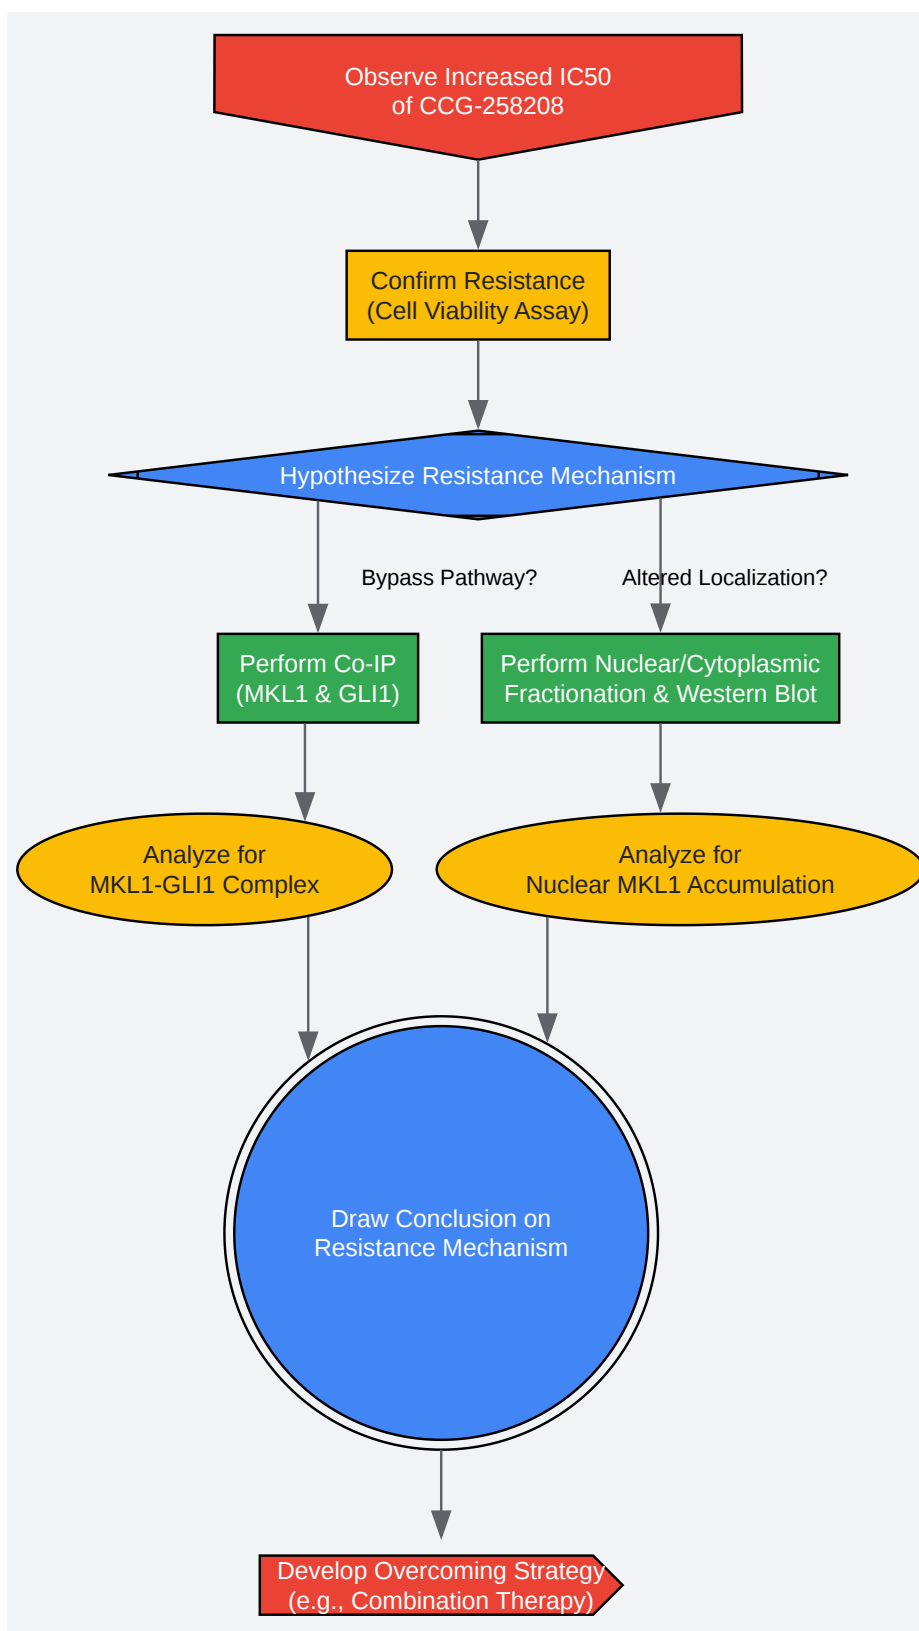 Observe Increased IC50
of CCG-258208
Confirm Resistance
(Cell Viability Assay)
Hypothesize Resistance Mechanism
Bypass Pathway?
Altered Localization?
Perform Co-IP
(MKL1 & GLI1)
Perform Nuclear/Cytoplasmic
Fractionation & Western Blot
Analyze for
MKL1-GLI1 Complex
Analyze for
Nuclear MKL1 Accumulation
Draw Conclusion on
Resistance Mechanism
Develop Overcoming Strategy
(e.g., Combination Therapy)